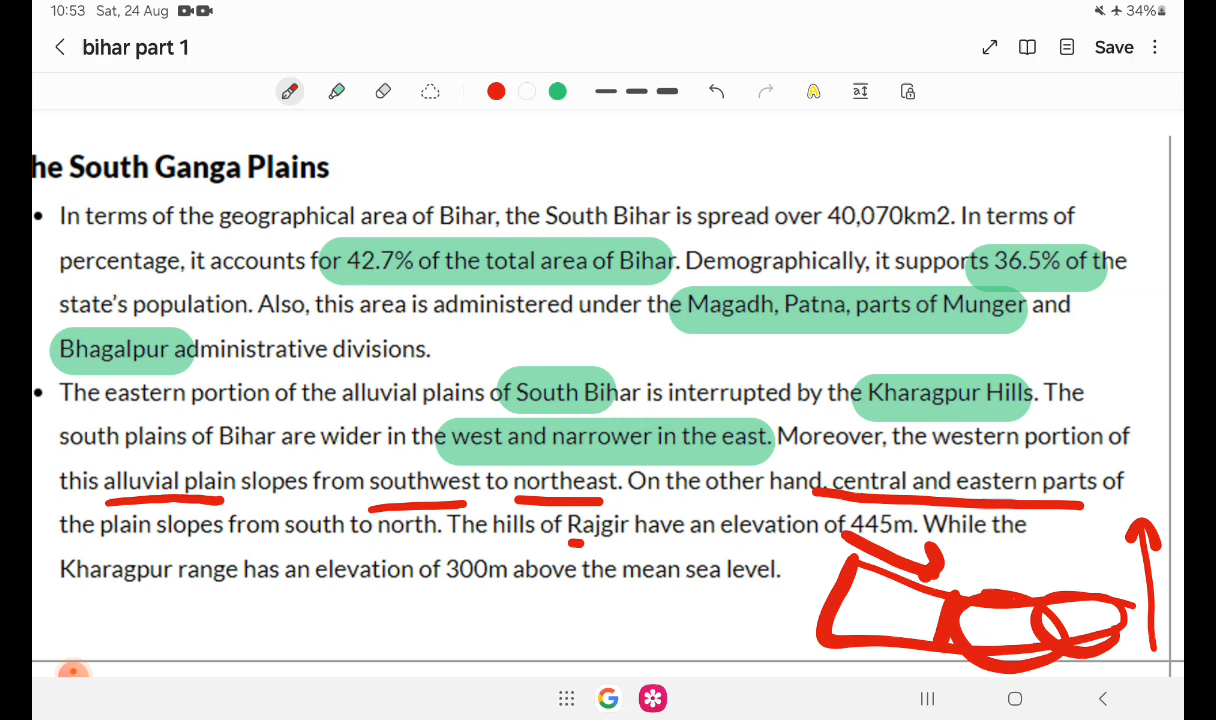 10:53 Sat, 24 Aug
34%
bihar part 1
Save
he South Ganga Plains
• In terms of the geographical area of Bihar, the South Bihar is spread over 40,070km2. In terms of
percentage, it accounts for 42.7% of the total area of Bihar. Demographically, it supports 36.5% of the
state's population. Also, this area is administered under the Magadh, Patna, parts of Munger and
Bhagalpur administrative divisions.
• The eastern portion of the alluvial plains of South Bihar is interrupted by the Kharagpur Hills. The
south plains of Bihar are wider in the west and narrower in the east. Moreover, the western portion of
this alluvial plain slopes from southwest to northeast. On the other hand, central and eastern parts of
the plain slopes from south to north. The hills of Rajgir have an elevation of 445m. While the
Kharagpur range has an elevation of 300m above the mean sea level.